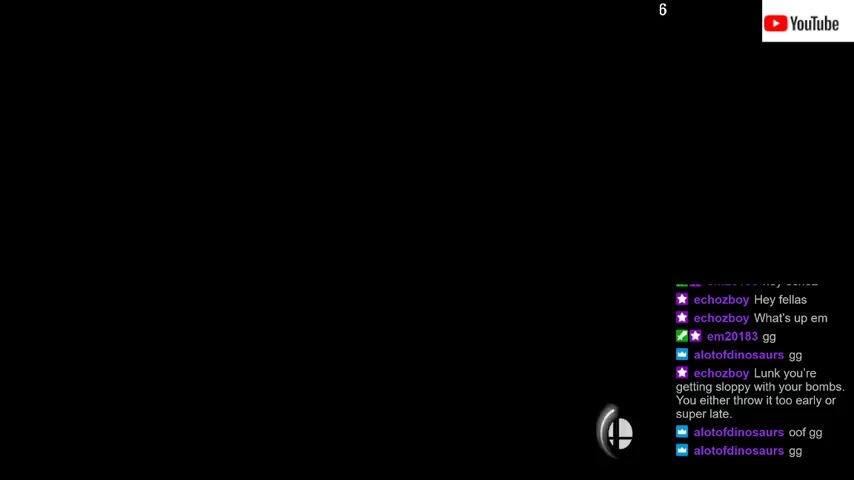 6
YouTube
echozboy Hey fellas
echozboy What's up em
em20183 gg
alotofdinosaurs gg
echozboy Lunk you're
getting sloppy with your bombs.
You either throw it too early or
super late.
alotofdinosaurs oof gg
alotofdinosaurs gg